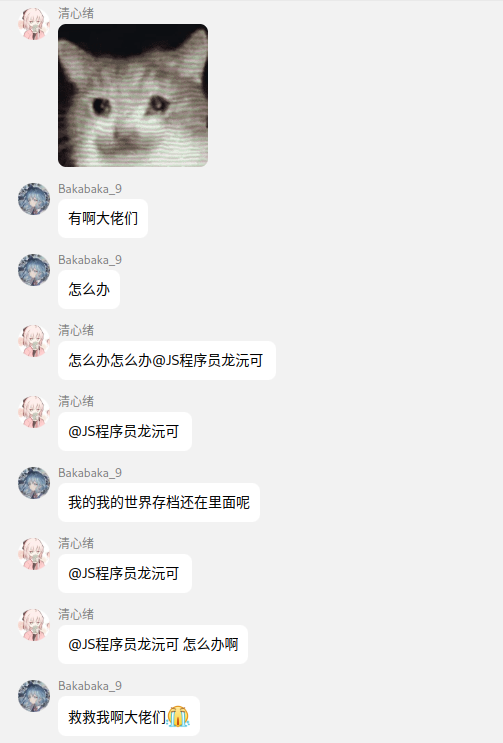 清心绪
Bakabaka_9
有啊大佬们
Bakabaka_9
怎么办
清心绪
怎么办怎么办@JS程序员龙沅可
清心绪
@JS程序员龙沅可
Bakabaka_9
我的我的世界存档还在里面呢
清心绪
@JS程序员龙沅可
清心绪
@JS程序员龙沅可 怎么办啊
Bakabaka_9
救救我啊大佬们😭